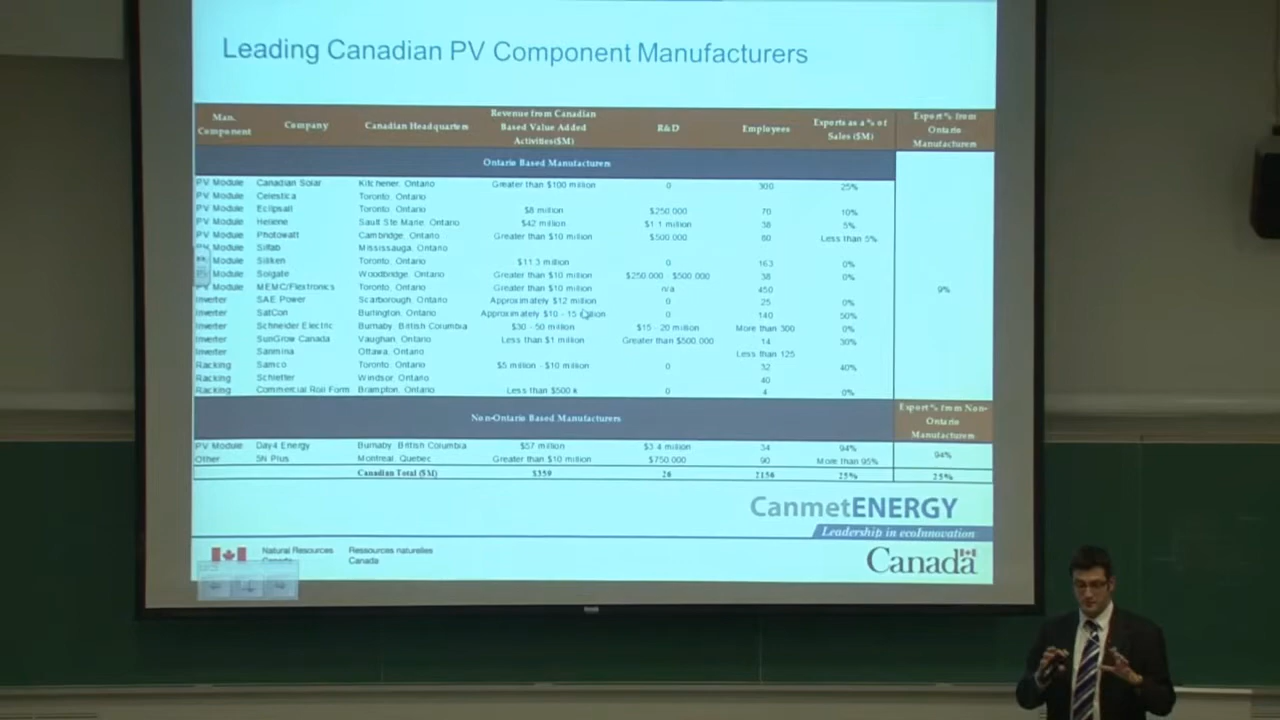 Leading Canadian PV Component Manufacturers
Man. Component Company Canadian Headquarters Revenue from Canadian Based Value Added Activities($M) R&D Employees Exports as a % of Sales ($M) Export % from Ontario Manufacturers
Ontario Based Manufacturers
PV Module Canadian Solar Kitchener, Ontario Greater than $100 million 0 300 25%
PV Module Celestica Toronto, Ontario
PV Module Eclipsall Toronto, Ontario $8 million $250 000 70 10%
PV Module Heliene Sault Ste Marie, Ontario $42 million $1.1 million 38 5%
PV Module Photowatt Cambridge, Ontario Greater than $10 million $500 000 80 Less than 5%
PV Module Silfab Mississauga, Ontario
Module Siliken Toronto, Ontario $11.3 million 0 163 0%
PV Module Solgate Woodbridge, Ontario Greater than $10 million $250 000 - $500 000 38 0%
PV Module MEMC/Flextronics Toronto, Ontario Greater than $10 million n/a 450
9%
Inverter SAE Power Scarborough, Ontario Approximately $12 million 0 25 0%
Inverter SatCon Burlington, Ontario Approximately $10 - 15 million 0 140 50%
Inverter Schneider Electric Burnaby, British Columbia $30 - 50 million $15 - 20 million More than 300 0%
Inverter SunGrow Canada Vaughan, Ontario Less than $1 million Greater than $500 000 14 30%
Inverter Sanmina Ottawa, Ontario Less than 125
Racking Samco Toronto, Ontario $5 million - $10 million 0 32 40%
Racking Schletter Windsor Ontario 40
Racking Commercial Roll Form Brampton, Ontario Less than $500 k 0 4 0%
Non-Ontario Based Manufacturers Export % from Non-Ontario Manufacturers
PV Module Day4 Energy Burnaby, British Columbia $57 million $3.4 million 34 94%
94%
Other 5N Plus Montreal, Quebec Greater than $10 million $750 000 90 More than 95%
Canadian Total ($M) $359 26 2156 25% 25%
CanmetENERGY
Leadership in ecoInnovation
Natural Resources Canada
Ressources naturelles Canada
Canada